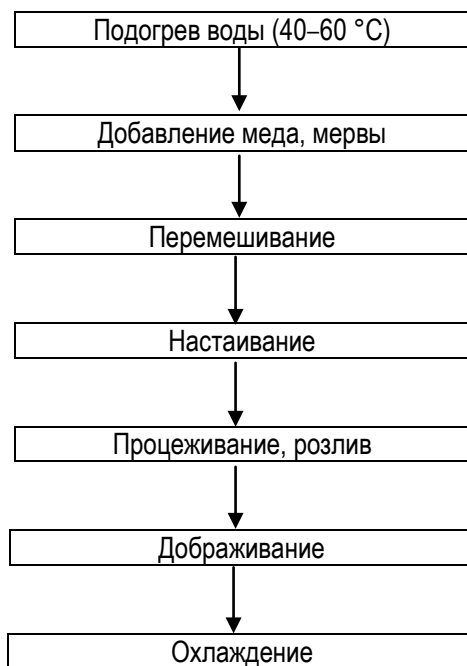 Подогрев воды (40–60 °C)
Добавление меда, мервы
Перемешивание
Настаивание
Процеживание, розлив
Дображивание
Охлаждение